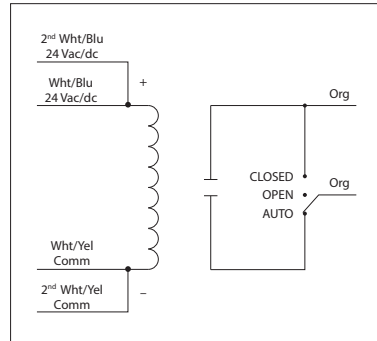 2nd Wht/Blu
24 Vac/dc
Wht/Blu
24 Vac/dc
+
Org
CLOSED
OPEN
AUTO
Org
Wht/Yel
Comm
2nd Wht/Yel
Comm
–